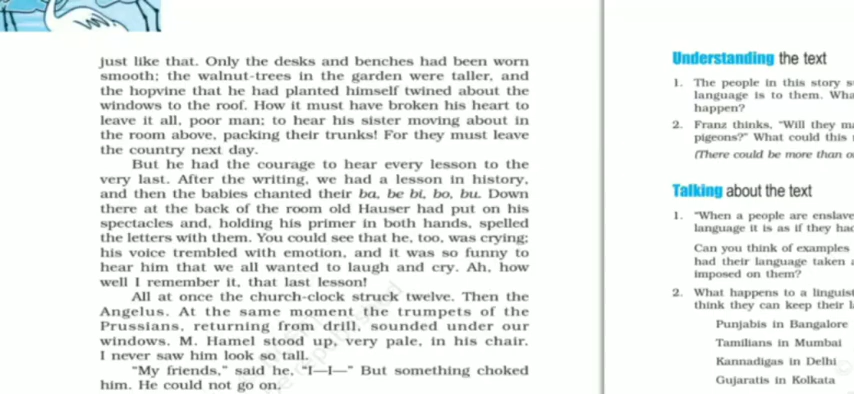 just like that. Only the desks and benches had been worn
smooth; the walnut-trees in the garden were taller, and
the hopvine that he had planted himself twined about the
windows to the roof. How it must have broken his heart to
leave it all, poor man; to hear his sister moving about in
the room above, packing their trunks! For they must leave
the country next day.
But he had the courage to hear every lesson to the
very last. After the writing, we had a lesson in history,
and then the babies chanted their ba, be bi, bo, bu. Down
there at the back of the room old Hauser had put on his
spectacles and, holding his primer in both hands, spelled
the letters with them. You could see that he, too, was crying;
his voice trembled with emotion, and it was so funny to
hear him that we all wanted to laugh and cry. Ah, how
well I remember it, that last lesson!
All at once the church-clock struck twelve. Then the
Angelus. At the same moment the trumpets of the
Prussians, returning from drill, sounded under our
windows. M. Hamel stood up, very pale, in his chair.
I never saw him look so tall.
“My friends,” said he, “I—I—” But something choked
him. He could not go on.
Understanding the text
1. The people in this story
language is to them.
happen?
2. Franz thinks, “Will they
pigeons?” What could this
(There could be more than
Talking about the text
1. “When a people are
language it is as if they
Can you think of examples
had their language taken
imposed on them?
2. What happens to a
think they can keep their
Punjabis in Bangalore
Tamilians in Mumbai
Kannadigas in Delhi
Gujaratis in Kolkata